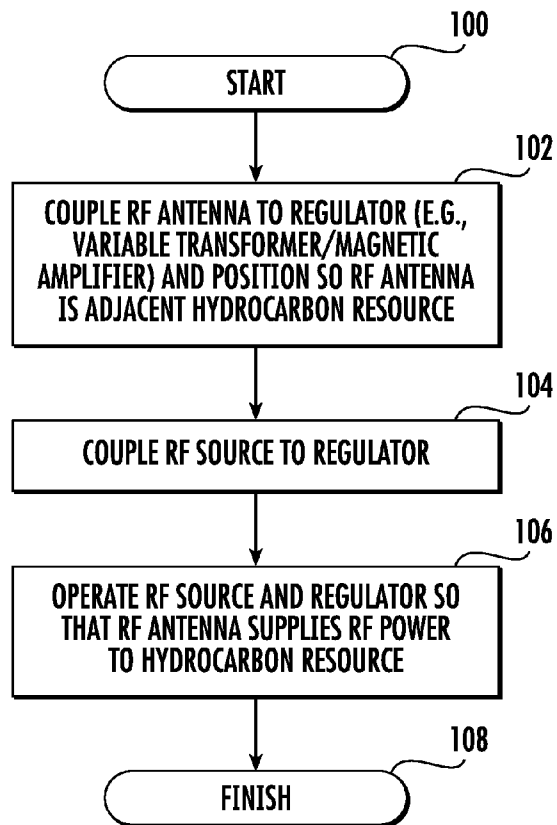 100
START
102
COUPLE RF ANTENNA TO REGULATOR (E.G.,
VARIABLE TRANSFORMER/MAGNETIC
AMPLIFIER) AND POSITION SO RF ANTENNA
IS ADJACENT HYDROCARBON RESOURCE
104
COUPLE RF SOURCE TO REGULATOR
106
OPERATE RF SOURCE AND REGULATOR SO
THAT RF ANTENNA SUPPLIES RF POWER
TO HYDROCARBON RESOURCE
108
FINISH